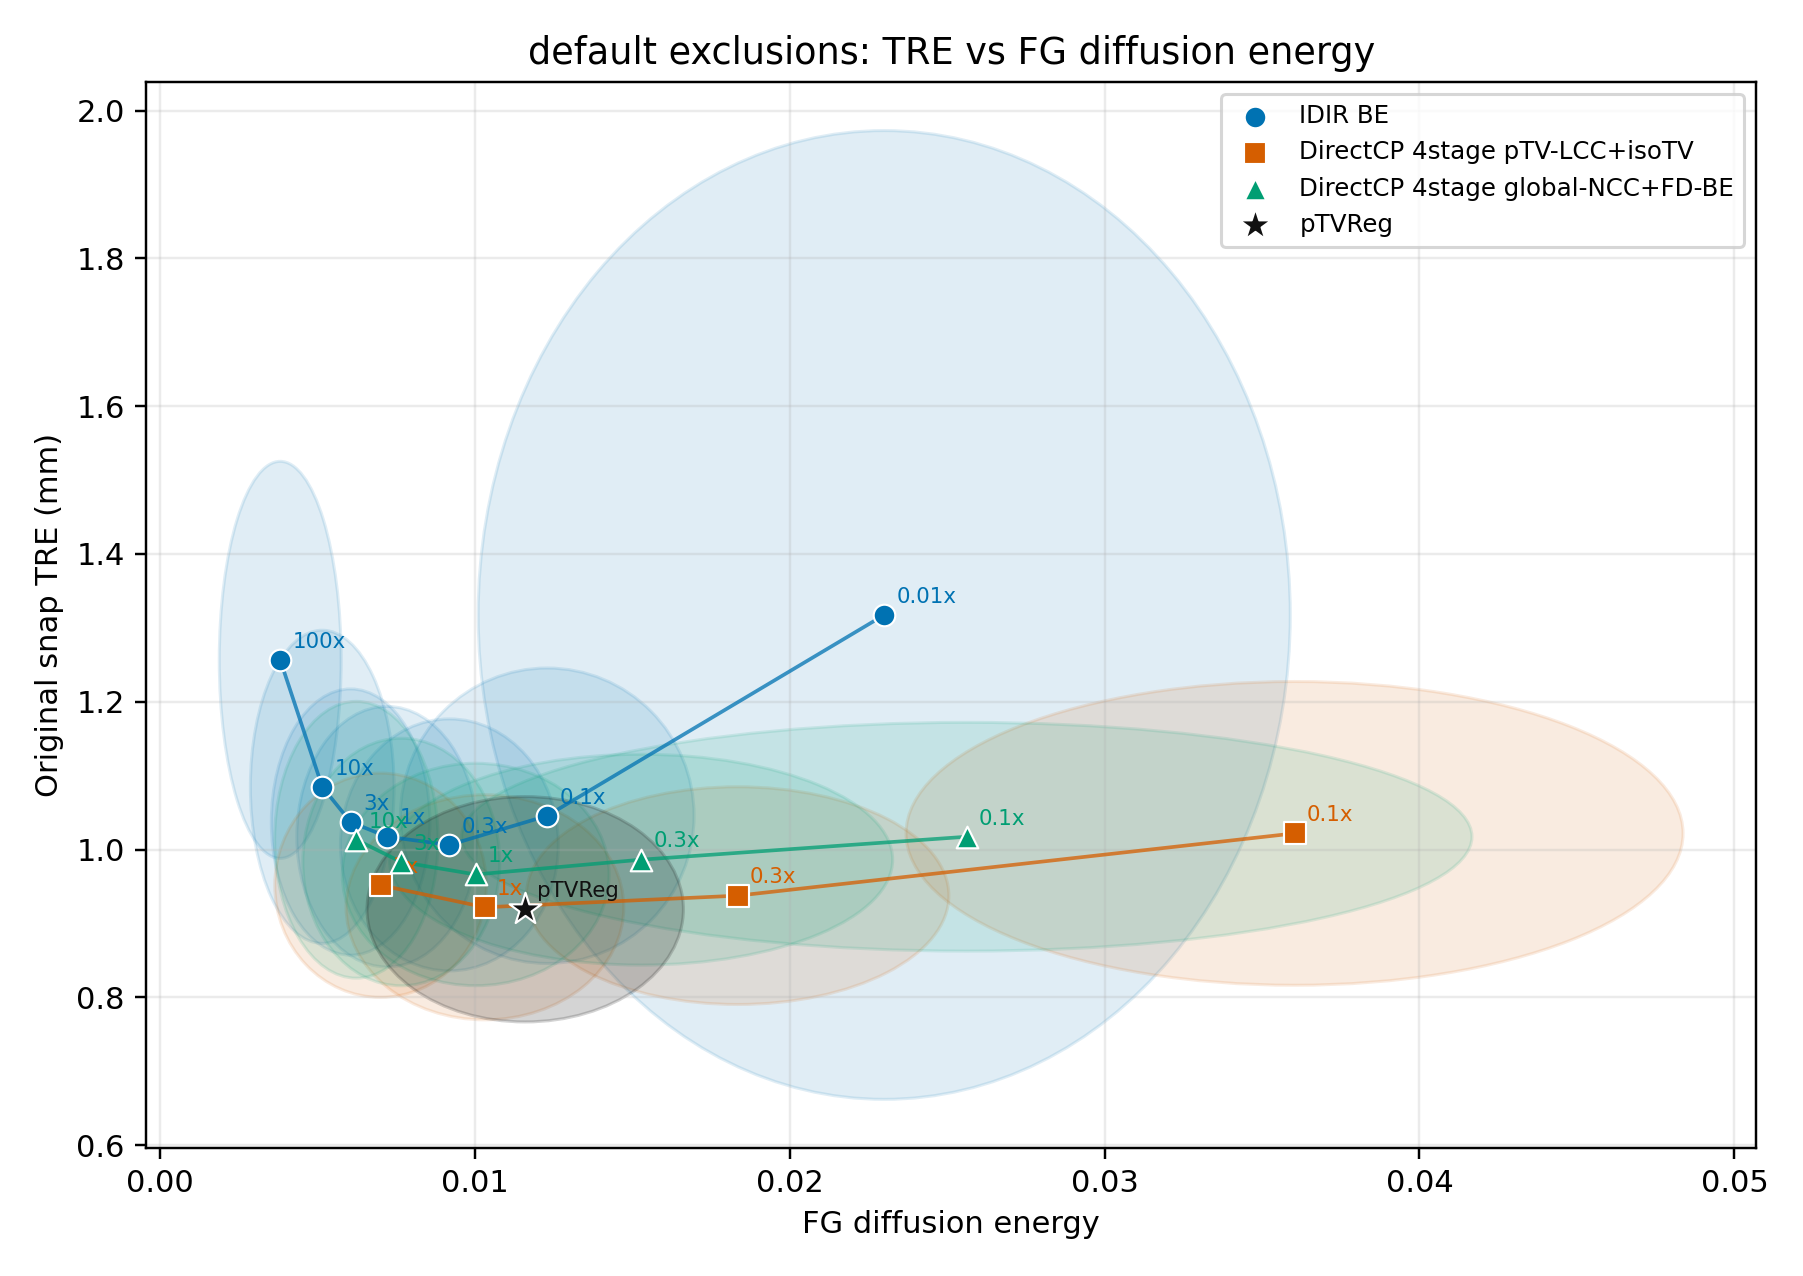 default exclusions: TRE vs FG diffusion energy
IDIR BE
DirectCP 4stage pTV-LCC+isoTV
DirectCP 4stage global-NCC+FD-BE
pTVReg
Original snap TRE (mm)
2.0
1.8
1.6
1.4
1.2
1.0
0.8
0.6
0.01x
100x
10x
3x
1x
0.3x
0.1x
10x
3x
1x
0.3x
0.1x
1x
pTVReg
0.3x
0.1x
0.00
0.01
0.02
0.03
0.04
0.05
FG diffusion energy